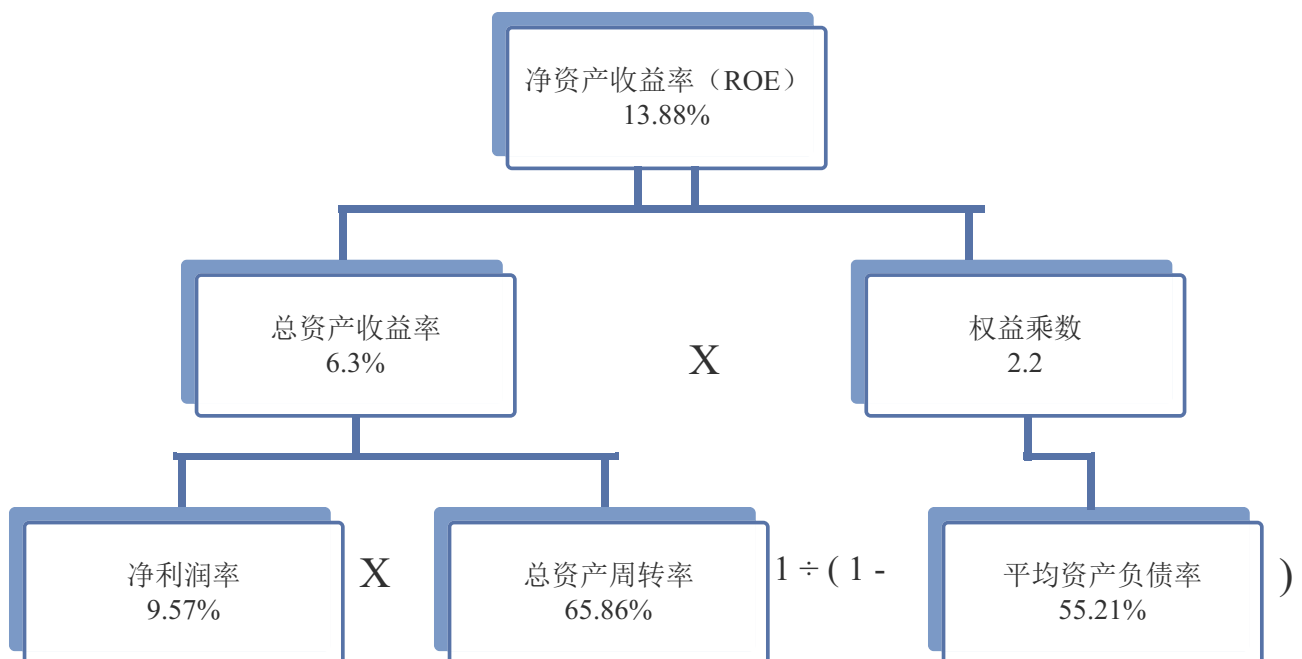 净资产收益率（ROE）
13.88%
总资产收益率
6.3%
X
权益乘数
2.2
净利润率
9.57%
X
总资产周转率
65.86%
1 ÷ ( 1 -
平均资产负债率
55.21%
)